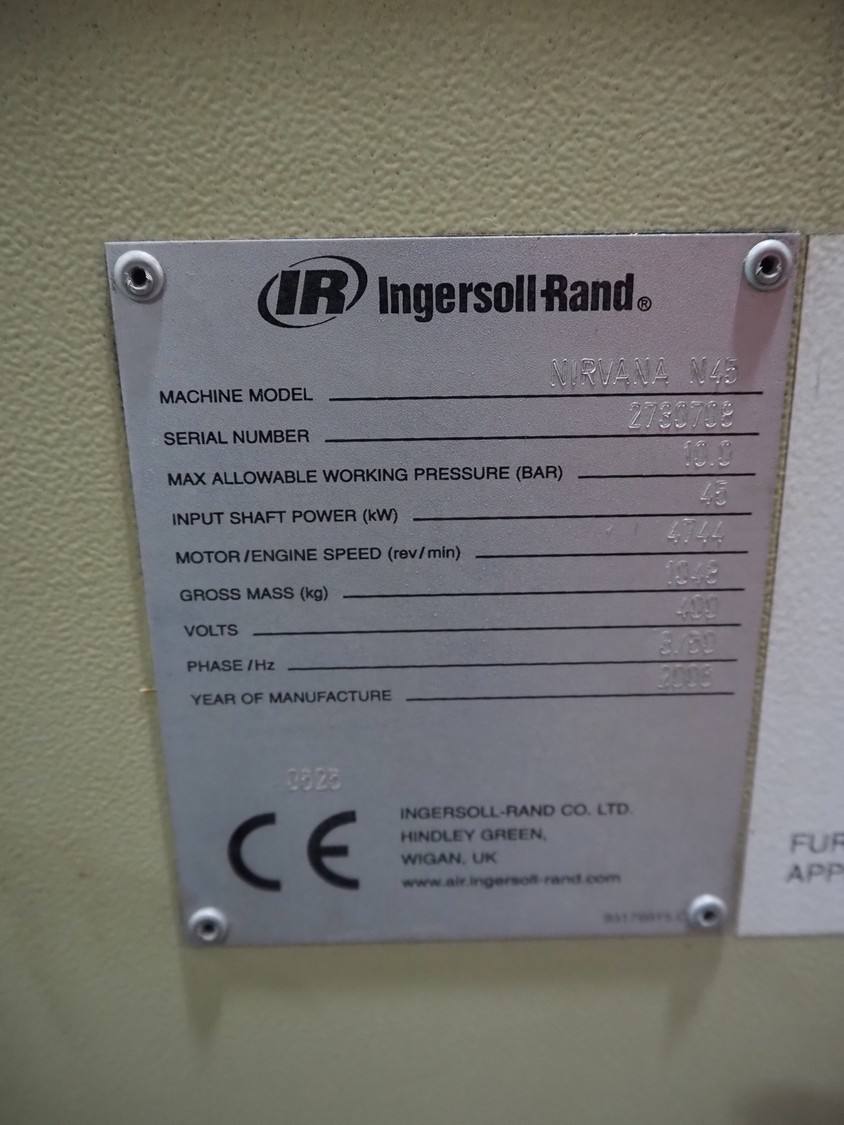 IR Ingersoll-Rand®
MACHINE MODEL NIRVANA N45
SERIAL NUMBER
MAX ALLOWABLE WORKING PRESSURE (BAR) 10.0
INPUT SHAFT POWER (kW) 45
MOTOR/ENGINE SPEED (rev/min) 4744
GROSS MASS (kg)
VOLTS 400
PHASE/Hz
YEAR OF MANUFACTURE
CE
INGERSOLL-RAND CO. LTD.
HINDLEY GREEN,
WIGAN, UK
www.air.ingersoll-rand.com
FUR
APP